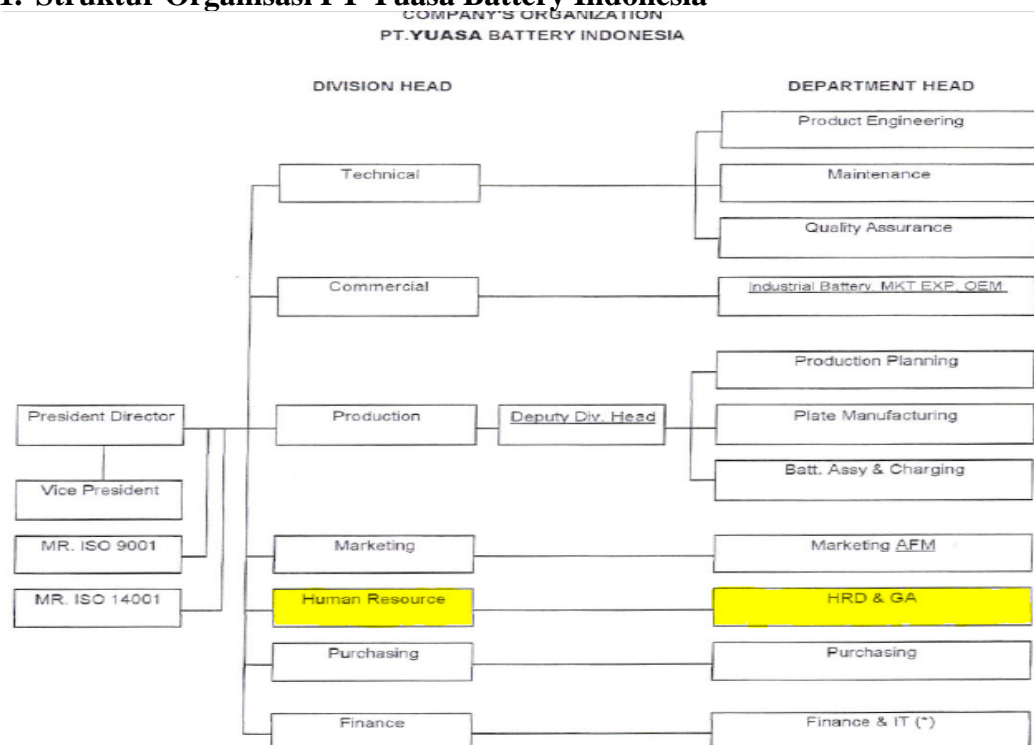 1. Struktur Organisasi PT Yuasa Battery Indonesia
COMPANY'S ORGANIZATION
PT.YUASA BATTERY INDONESIA
DIVISION HEAD
DEPARTMENT HEAD
Product Engineering
Technical
Maintenance
Quality Assurance
Commercial
Industrial Battery, MKT EXP, OEM
Production Planning
President Director
Production
Deputy Div. Head
Plate Manufacturing
Batt. Assy & Charging
Vice President
MR. ISO 9001
Marketing
Marketing AFM
MR. ISO 14001
Human Resource
HRD & GA
Purchasing
Purchasing
Finance
Finance & IT (*)